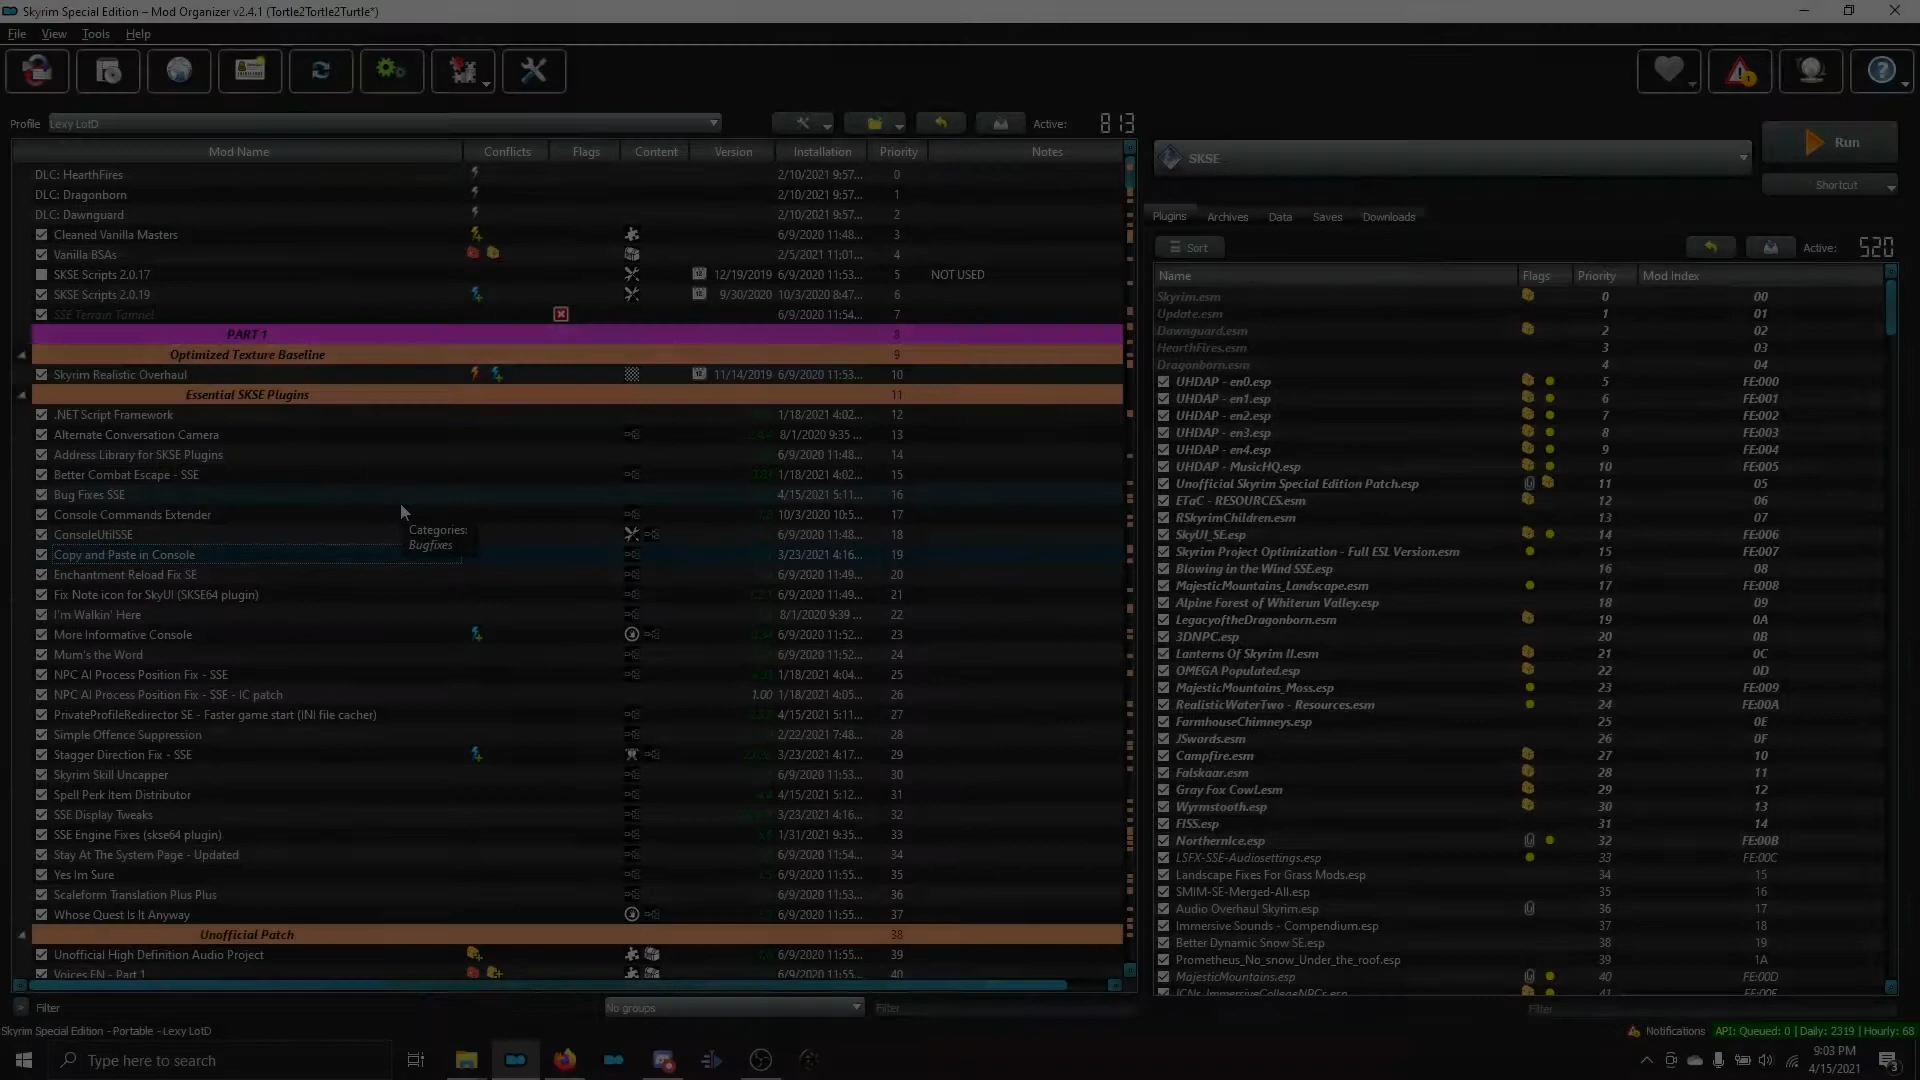 Skyrim Special Edition – Mod Organizer v2.4.1 (Tortle2Tortle2Turtle*)
File View Tools Help
Profile Lexy LotD Active: 813
Mod Name Conflicts Flags Content Version Installation Priority Notes
DLC: HearthFires 2/10/2021 9:57... 0
DLC: Dragonborn 2/10/2021 9:57... 1
DLC: Dawnguard 2/10/2021 9:57... 2
Cleaned Vanilla Masters 6/9/2020 11:48... 3
Vanilla BSAs 2/5/2021 11:01... 4
SKSE Scripts 2.0.17 12/19/2019 6/9/2020 11:53... 5 NOT USED
SKSE Scripts 2.0.19 9/30/2020 10/3/2020 8:47... 6
SSE Terrain Tamriel 6/9/2020 11:54... 7
PART 1 8
Optimized Texture Baseline 9
Skyrim Realistic Overhaul 11/14/2019 6/9/2020 11:53... 10
Essential SKSE Plugins 11
.NET Script Framework 1/18/2021 4:02... 12
Alternate Conversation Camera 8/1/2020 9:35 ... 13
Address Library for SKSE Plugins 6/9/2020 11:48... 14
Better Combat Escape - SSE 1/18/2021 4:02... 15
Bug Fixes SSE 4/15/2021 5:11... 16
Console Commands Extender 10/3/2020 10:5... 17
ConsoleUtilSSE 6/9/2020 11:48... 18
Copy and Paste in Console 3/23/2021 4:16... 19
Enchantment Reload Fix SE 6/9/2020 11:49... 20
Fix Note icon for SkyUI (SKSE64 plugin) 6/9/2020 11:49... 21
I'm Walkin' Here 8/1/2020 9:39 ... 22
More Informative Console 6/9/2020 11:52... 23
Mum's the Word 6/9/2020 11:52... 24
NPC AI Process Position Fix - SSE 1/18/2021 4:04... 25
NPC AI Process Position Fix - SSE - IC patch 1.00 1/18/2021 4:05... 26
PrivateProfileRedirector SE - Faster game start (INI file cacher) 4/15/2021 5:11... 27
Simple Offence Suppression 2/22/2021 7:48... 28
Stagger Direction Fix - SSE 3/23/2021 4:17... 29
Skyrim Skill Uncapper 6/9/2020 11:53... 30
Spell Perk Item Distributor 4/15/2021 5:12... 31
SSE Display Tweaks 3/23/2021 4:16... 32
SSE Engine Fixes (skse64 plugin) 1/31/2021 9:35... 33
Stay At The System Page - Updated 6/9/2020 11:54... 34
Yes Im Sure 6/9/2020 11:55... 35
Scaleform Translation Plus Plus 6/9/2020 11:53... 36
Whose Quest Is It Anyway 6/9/2020 11:55... 37
Unofficial Patch 38
Unofficial High Definition Audio Project 6/9/2020 11:55... 39
Voices EN - Part 1 6/9/2020 11:55... 40
Categories:
Bugfixes
> Filter No groups Filter
SKSE
Run
Shortcut
Plugins Archives Data Saves Downloads
Sort Active: 520
Name Flags Priority Mod Index
Skyrim.esm 0 00
Update.esm 1 01
Dawnguard.esm 2 02
HearthFires.esm 3 03
Dragonborn.esm 4 04
UHDAP - en0.esp 5 FE:000
UHDAP - en1.esp 6 FE:001
UHDAP - en2.esp 7 FE:002
UHDAP - en3.esp 8 FE:003
UHDAP - en4.esp 9 FE:004
UHDAP - MusicHQ.esp 10 FE:005
Unofficial Skyrim Special Edition Patch.esp 11 05
ETaC - RESOURCES.esm 12 06
RSkyrimChildren.esm 13 07
SkyUI_SE.esp 14 FE:006
Skyrim Project Optimization - Full ESL Version.esm 15 FE:007
Blowing in the Wind SSE.esp 16 08
MajesticMountains_Landscape.esm 17 FE:008
Alpine Forest of Whiterun Valley.esp 18 09
LegacyoftheDragonborn.esm 19 0A
3DNPC.esp 20 0B
Lanterns Of Skyrim II.esm 21 0C
OMEGA Populated.esp 22 0D
MajesticMountains_Moss.esp 23 FE:009
RealisticWaterTwo - Resources.esm 24 FE:00A
FarmhouseChimneys.esp 25 0E
JSwords.esm 26 0F
Campfire.esm 27 10
Falskaar.esm 28 11
Gray Fox Cowl.esm 29 12
Wyrmstooth.esp 30 13
FISS.esp 31 14
NorthernIce.esp 32 FE:00B
LSFX-SSE-Audiosettings.esp 33 FE:00C
Landscape Fixes For Grass Mods.esp 34 15
SMIM-SE-Merged-All.esp 35 16
Audio Overhaul Skyrim.esp 36 17
Immersive Sounds - Compendium.esp 37 18
Better Dynamic Snow SE.esp 38 19
Prometheus_No_snow_Under_the_roof.esp 39 1A
MajesticMountains.esp 40 FE:00D
ICNs_ImmersiveCollegeNPCs.esp 41 FE:00E
Filter
Skyrim Special Edition - Portable - Lexy LotD Notifications API: Queued: 0 | Daily: 2319 | Hourly: 68
Type here to search
9:03 PM
4/15/2021
3